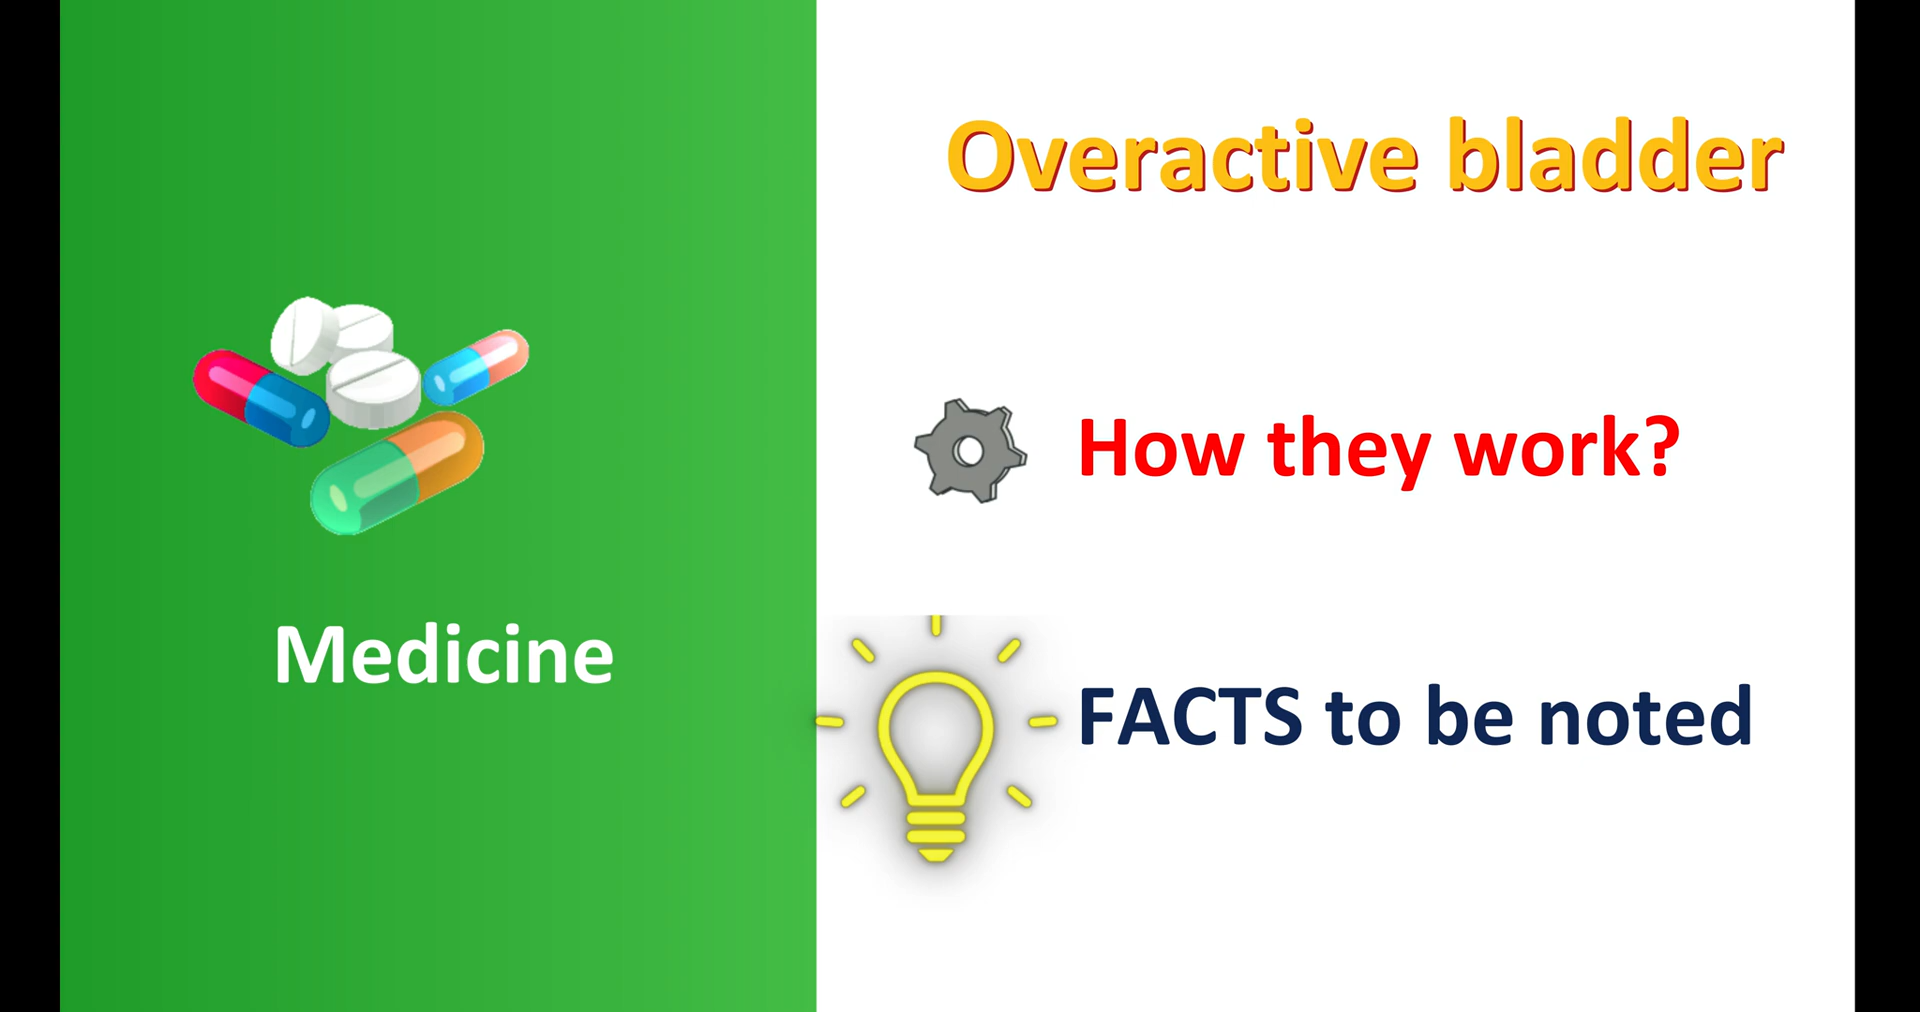 Medicine
Overactive bladder
How they work?
FACTS to be noted